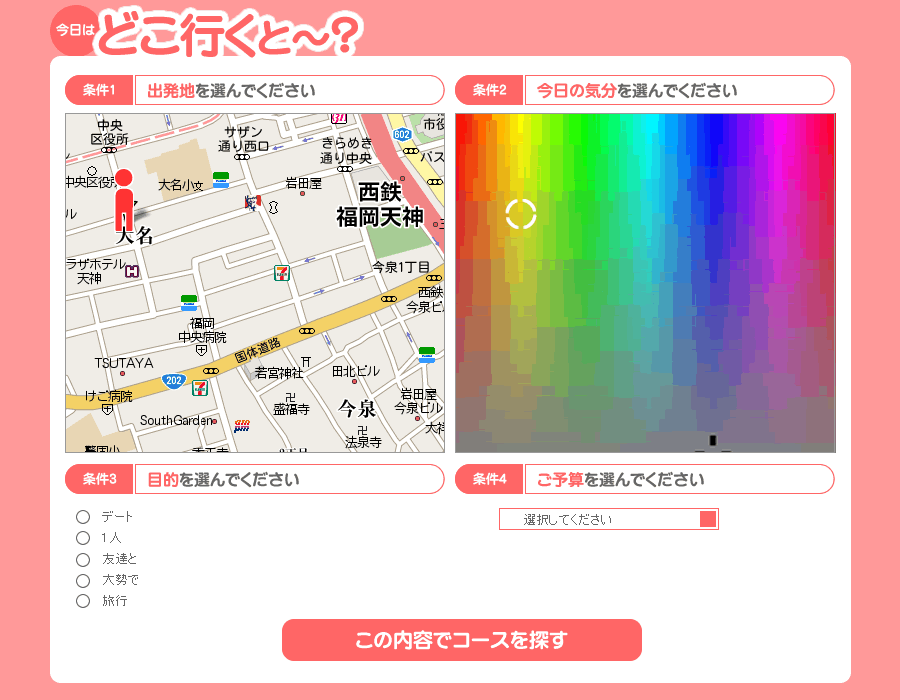 今日は
どこ行くと～？
条件1
出発地を選んでください
条件2
今日の気分を選んでください
中央
区役所
サザン
通り西口
きらめき
通り中央
602
市役
バス
中央区役所
大名小
岩田屋
西鉄
福岡天神
大名
ラザホテル
天神
今泉1丁目
西鉄
今泉ビ
福岡
中央病院
国体道路
TSUTAYA
202
若宮神社
田北ビル
けご病院
盛福寺
今泉
岩田屋
今泉ビル
SouthGarden
法泉寺
警固小
条件3
目的を選んでください
条件4
ご予算を選んでください
デート
1人
友達と
大勢で
旅行
選択してください
この内容でコースを探す